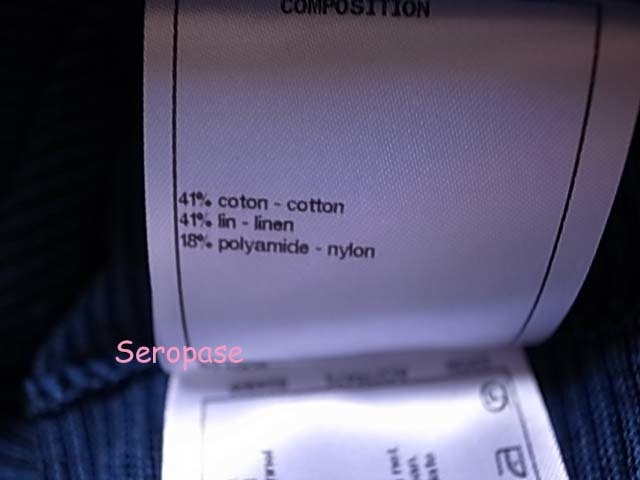 COMPOSITION
41% coton - cotton
41% lin - linen
18% polyamide - nylon
Seropase